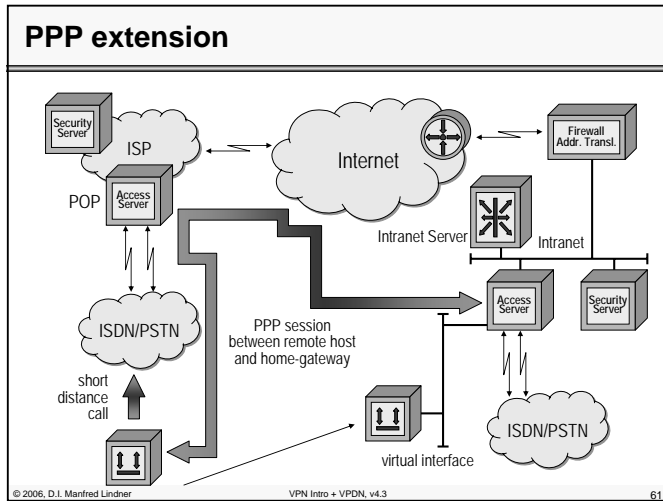 PPP extension
Security
Server
ISP
Internet
Firewall
Addr. Transl.
POP
Access
Server
Intranet Server
Intranet
Access
Server
Security
Server
ISDN/PSTN
PPP session
between remote host
and home-gateway
short
distance
call
ISDN/PSTN
virtual interface
© 2006, D.I. Manfred Lindner
VPN Intro + VPDN, v4.3
61